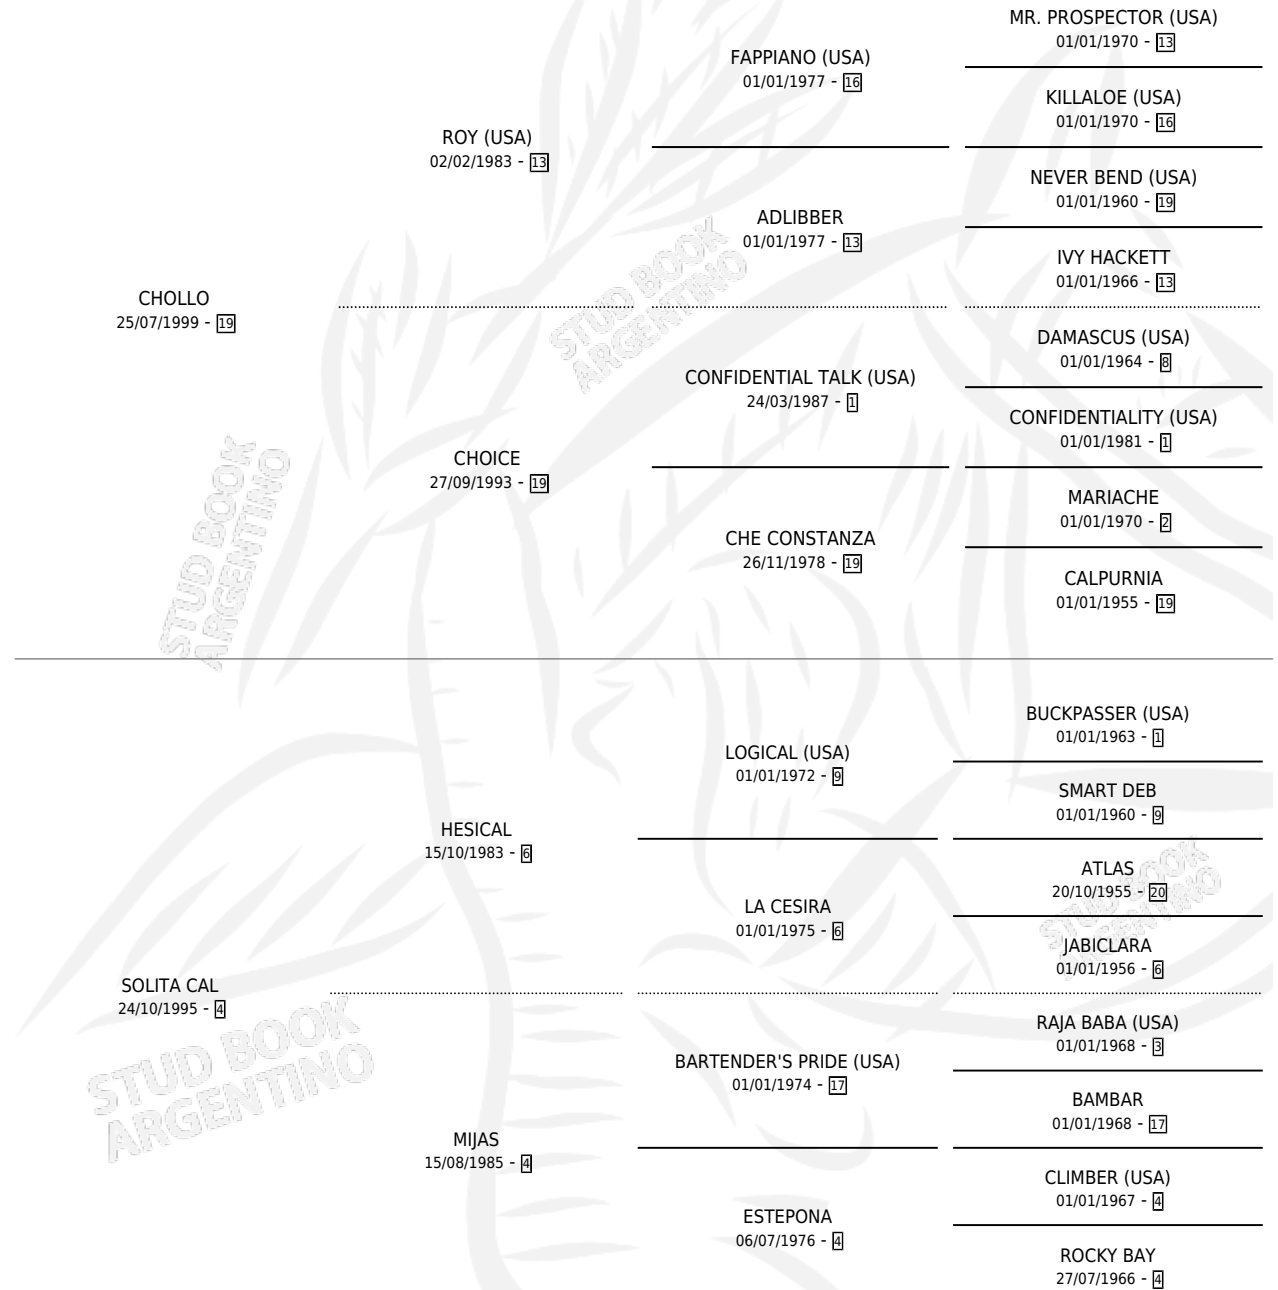 MR. PROSPECTOR (USA)
01/01/1970 - 13
FAPPIANO (USA)
01/01/1977 - 16
KILLALOE (USA)
01/01/1970 - 16
ROY (USA)
02/02/1983 - 13
NEVER BEND (USA)
01/01/1960 - 19
ADLIBBER
01/01/1977 - 13
IVY HACKETT
01/01/1966 - 13
CHOLLO
25/07/1999 - 19
STUD BOOK
ARGENTINO
DAMASCUS (USA)
01/01/1964 - 8
CONFIDENTIAL TALK (USA)
24/03/1987 - 1
CONFIDENTIALITY (USA)
01/01/1981 - 1
CHOICE
27/09/1993 - 19
MARIACHE
01/01/1970 - 2
CHE CONSTANZA
26/11/1978 - 19
CALPURNIA
01/01/1955 - 19
STUD BOOK
ARGENTINO
BUCKPASSER (USA)
01/01/1963 - 1
LOGICAL (USA)
01/01/1972 - 9
SMART DEB
01/01/1960 - 9
HESICAL
15/10/1983 - 6
ATLAS
20/10/1955 - 20
LA CESIRA
01/01/1975 - 6
JABICLARA
01/01/1956 - 6
STUD BOOK
ARGENTINO
SOLITA CAL
24/10/1995 - 4
RAJA BABA (USA)
01/01/1968 - 3
BARTENDER'S PRIDE (USA)
01/01/1974 - 17
BAMBAR
01/01/1968 - 17
STUD BOOK
ARGENTINO
MIJAS
15/08/1985 - 4
CLIMBER (USA)
01/01/1967 - 4
ESTEPONA
06/07/1976 - 4
ROCKY BAY
27/07/1966 - 4